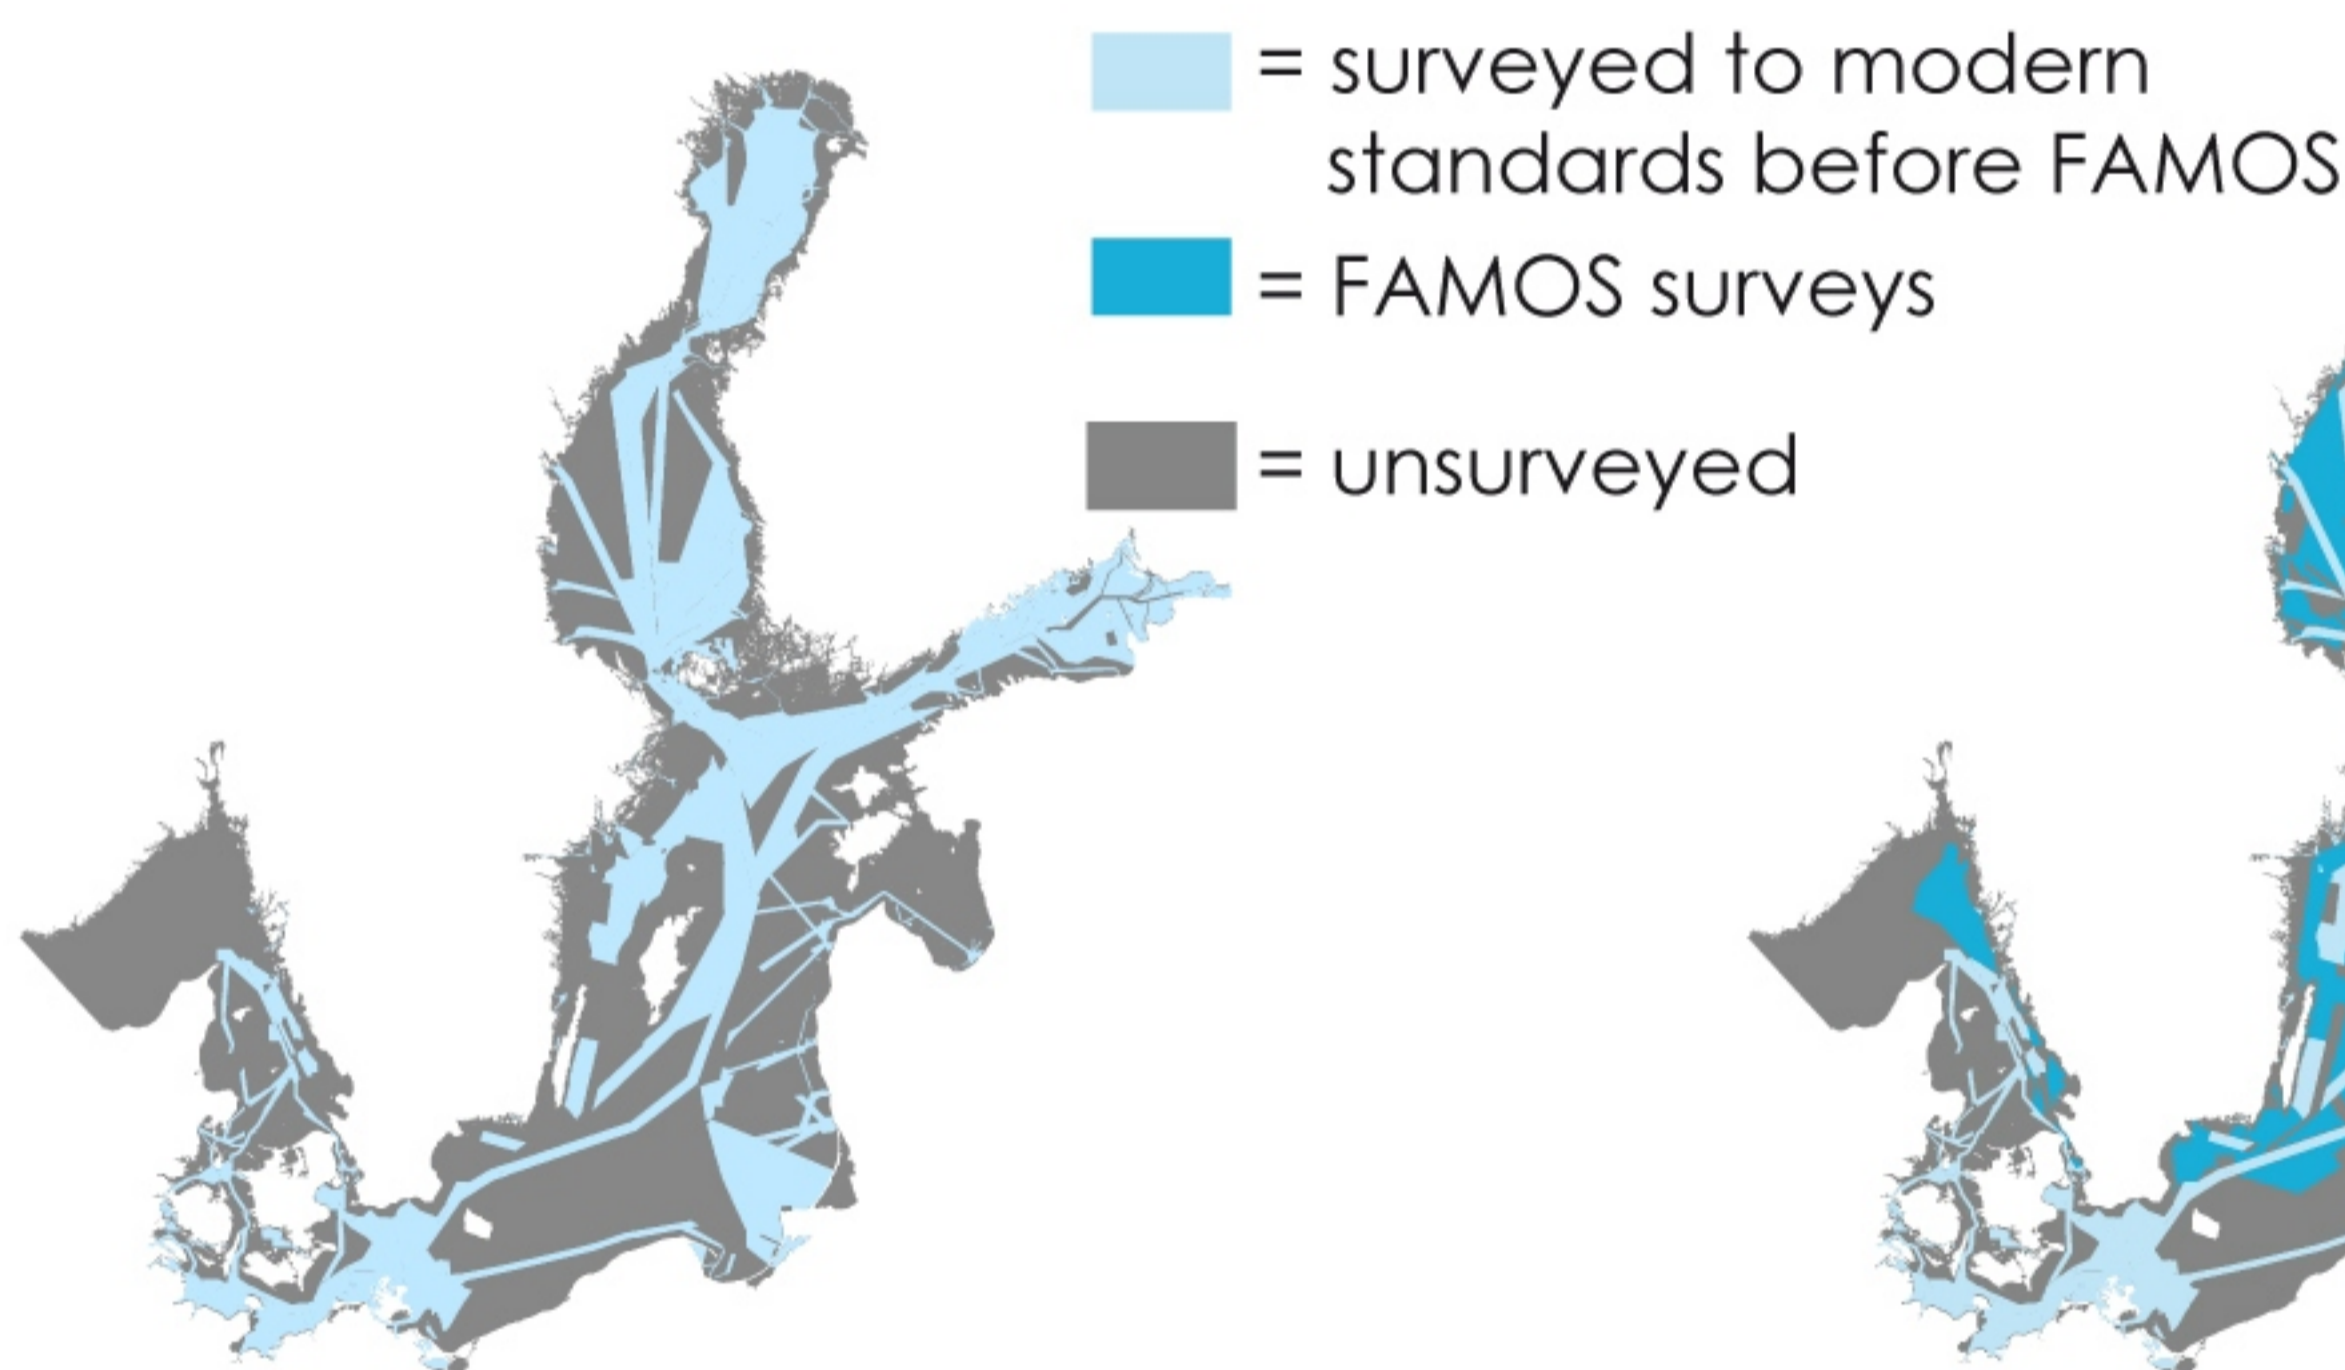 = surveyed to modern
standards before FAMOS
= FAMOS surveys
= unsurveyed